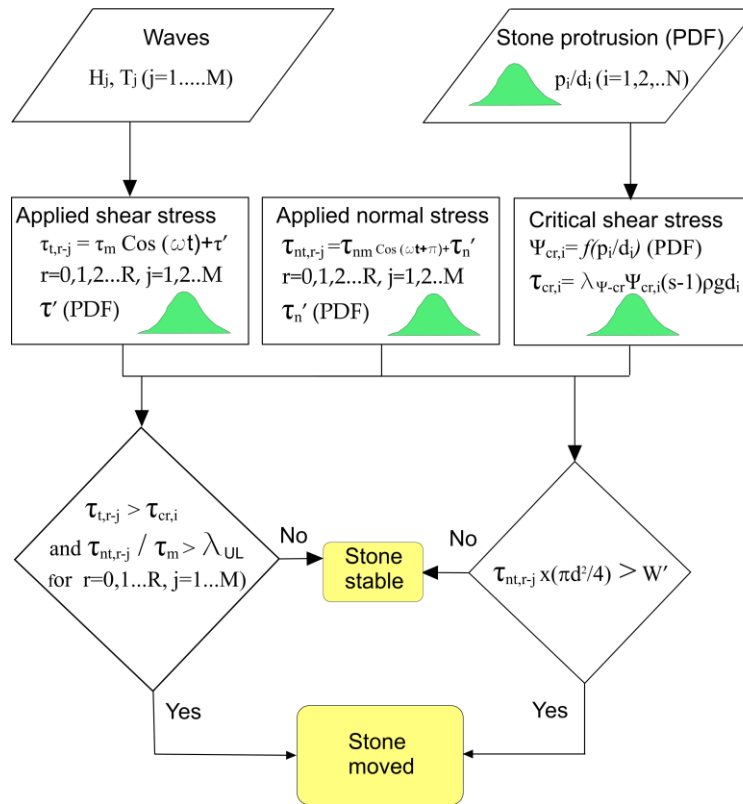 Waves
Hj, Tj (j=1.....M)
Stone protrusion (PDF)
pi/di (i=1,2,..N)
Applied shear stress
τt,r-j = τm Cos (ωt)+τ′
r=0,1,2...R, j=1,2..M
τ′ (PDF)
Applied normal stress
τnt,r-j=τnm Cos (ωt+π)+τn′
r=0,1,2...R, j=1,2..M
τn′ (PDF)
Critical shear stress
Ψcr,i= f(pi/di) (PDF)
τcr,i= λΨ-crΨcr,i(s-1)ρgdi
τt,r-j > τcr,i
and τnt,r-j / τm > λUL
for r=0,1...R, j=1...M)
No
Stone
stable
No
τnt,r-j x(πd²/4) > W′
Yes
Yes
Stone
moved